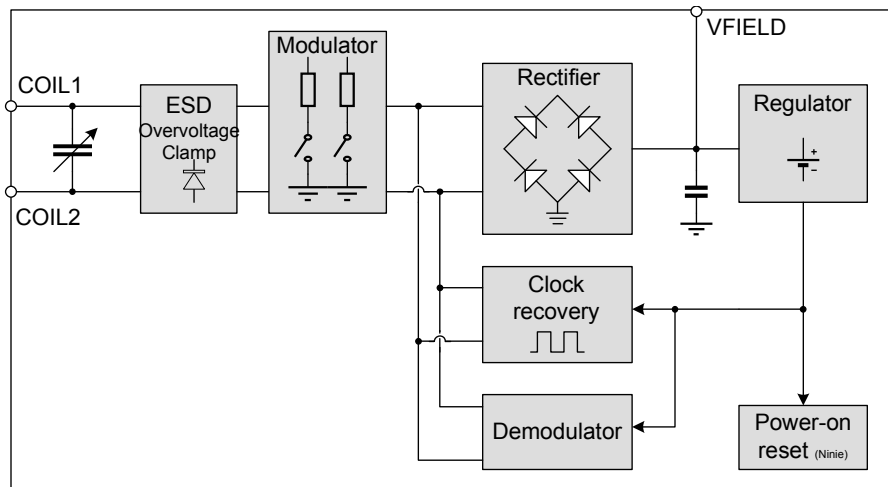 VFIELD
Modulator
COIL1
ESD
Overvoltage
Clamp
Rectifier
Regulator
+
–
COIL2
Clock
recovery
Demodulator
Power-on
reset (Ninie)